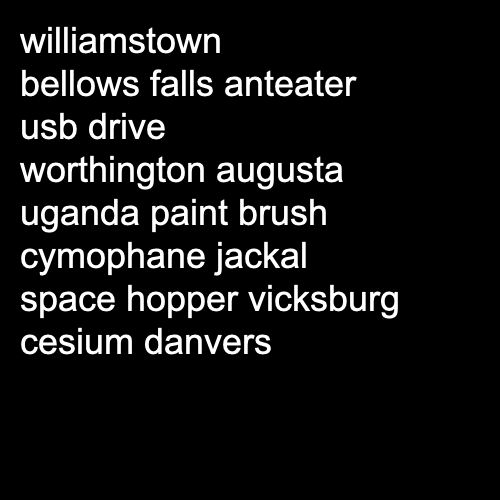 williamstown
bellows falls anteater
usb drive
worthington augusta
uganda paint brush
cymophane jackal
space hopper vicksburg
cesium danvers